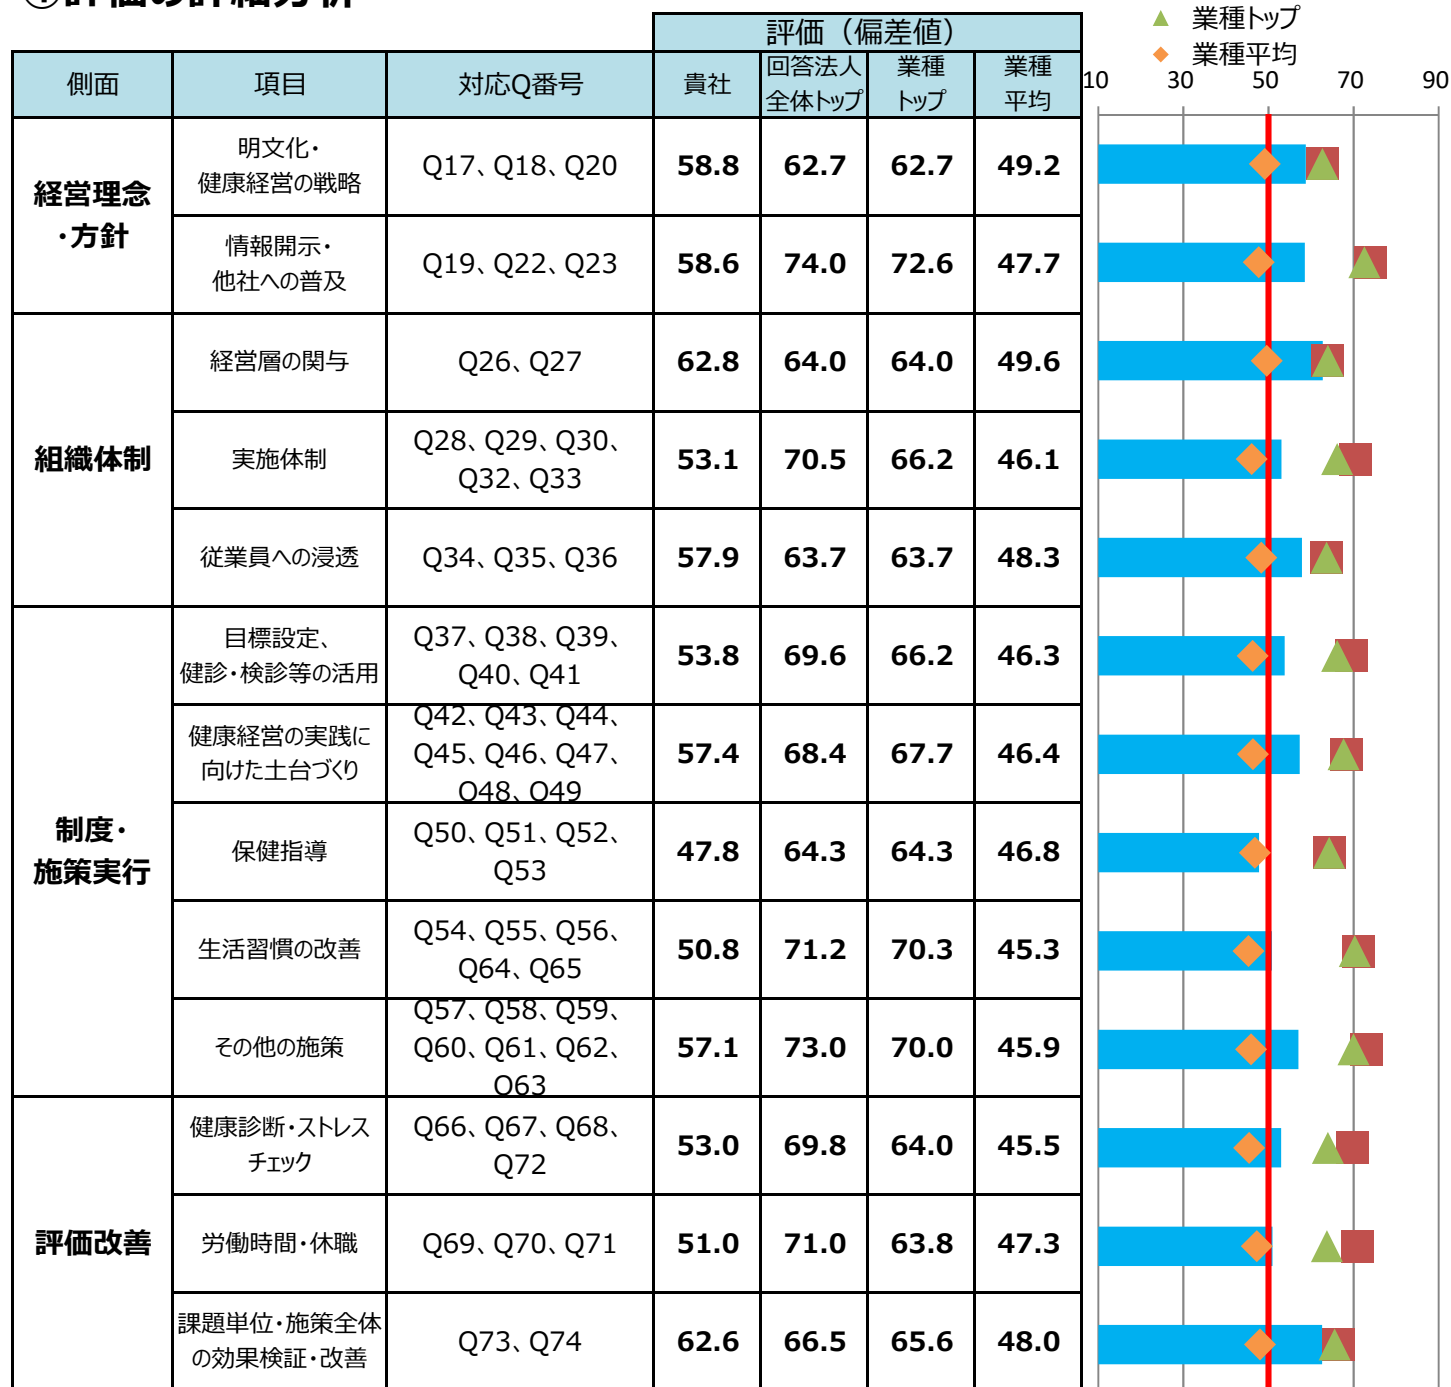 ①評価の詳細分析
業種トップ
業種平均
評価（偏差値）
側面 項目 対応Q番号 貴社 回答法人 業種 業種
全体トップ トップ 平均
10 30 50 70 90
経営理念
・方針
明文化・
健康経営の戦略
Q17、Q18、Q20
58.8 62.7 62.7 49.2
情報開示・
他社への普及
Q19、Q22、Q23
58.6 74.0 72.6 47.7
組織体制
経営層の関与
Q26、Q27
62.8 64.0 64.0 49.6
実施体制
Q28、Q29、Q30、
Q32、Q33
53.1 70.5 66.2 46.1
従業員への浸透
Q34、Q35、Q36
57.9 63.7 63.7 48.3
制度・
施策実行
目標設定、
健診・検診等の活用
Q37、Q38、Q39、
Q40、Q41
53.8 69.6 66.2 46.3
健康経営の実践に
向けた土台づくり
Q42、Q43、Q44、
Q45、Q46、Q47、
Q48、Q49
57.4 68.4 67.7 46.4
保健指導
Q50、Q51、Q52、
Q53
47.8 64.3 64.3 46.8
生活習慣の改善
Q54、Q55、Q56、
Q64、Q65
50.8 71.2 70.3 45.3
その他の施策
Q57、Q58、Q59、
Q60、Q61、Q62、
Q63
57.1 73.0 70.0 45.9
評価改善
健康診断・ストレス
チェック
Q66、Q67、Q68、
Q72
53.0 69.8 64.0 45.5
労働時間・休職
Q69、Q70、Q71
51.0 71.0 63.8 47.3
課題単位・施策全体
の効果検証・改善
Q73、Q74
62.6 66.5 65.6 48.0